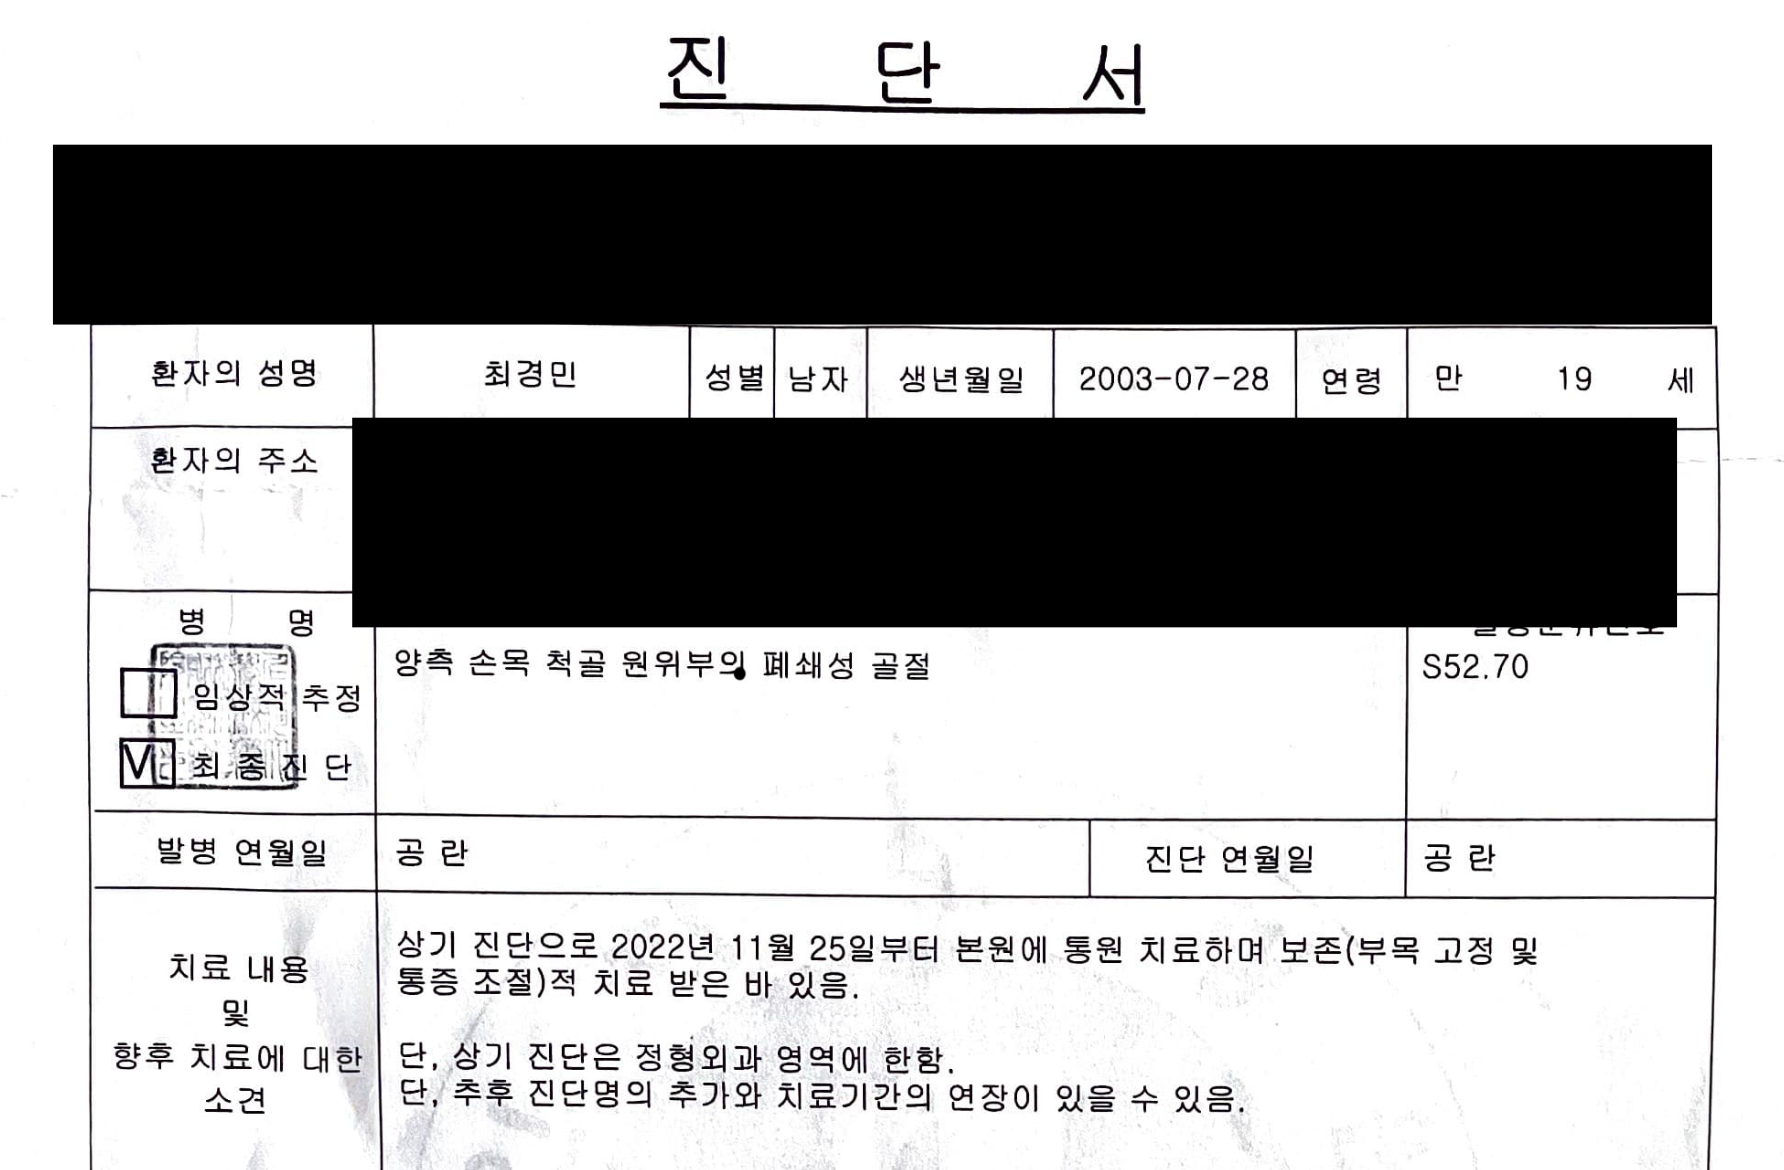 진 단 서
환자의 성명 최경민 성별 남자 생년월일 2003-07-28 연령 만 19 세
환자의 주소
병 명
양측 손목 척골 원위부의 폐쇄성 골절 S52.70
임상적 추정
V 최종진단
발병 연월일 공 란 진단 연월일 공 란
치료 내용
및
향후 치료에 대한
소견
상기 진단으로 2022년 11월 25일부터 본원에 통원 치료하며 보존(부목 고정 및
통증 조절)적 치료 받은 바 있음.
단, 상기 진단은 정형외과 영역에 한함.
단, 추후 진단명의 추가와 치료기간의 연장이 있을 수 있음.